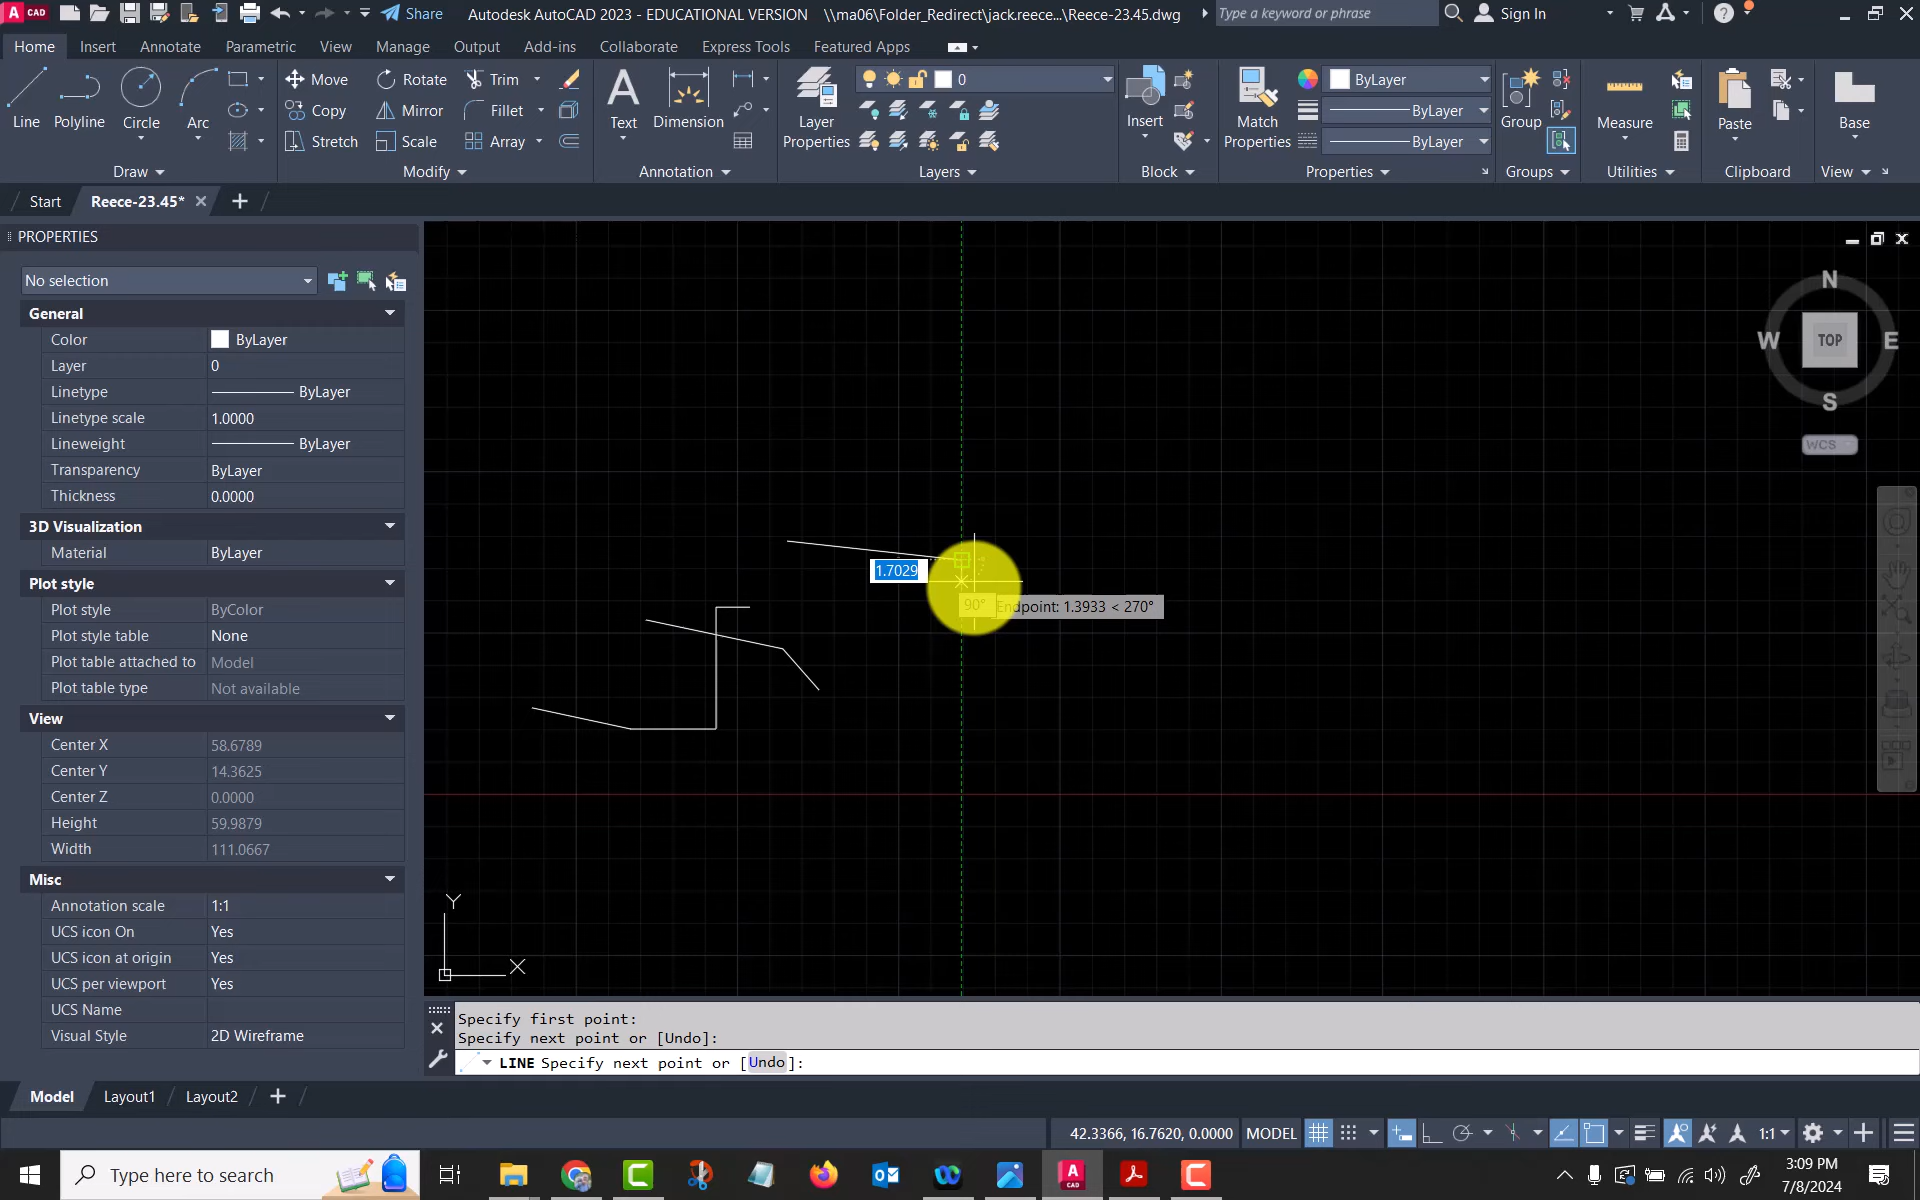 CAD
Share
Autodesk AutoCAD 2023 - EDUCATIONAL VERSION \\ma06\Folder_Redirect\jack.reece...\Reece-23.45.dwg
Type a keyword or phrase
Sign In
Home Insert Annotate Parametric View Manage Output Add-ins Collaborate Express Tools Featured Apps
Line Polyline Circle Arc
Move Rotate Trim
Copy Mirror Fillet
Stretch Scale Array
Text Dimension
Layer Properties
0
Insert
Match Properties
ByLayer
ByLayer
ByLayer
Group
Measure
Paste
Base
Draw Modify Annotation Layers Block Properties Groups Utilities Clipboard View
Start Reece-23.45*
PROPERTIES
No selection
General
Color ByLayer
Layer 0
Linetype ByLayer
Linetype scale 1.0000
Lineweight ByLayer
Transparency ByLayer
Thickness 0.0000
3D Visualization
Material ByLayer
Plot style
Plot style ByColor
Plot style table None
Plot table attached to Model
Plot table type Not available
View
Center X 58.6789
Center Y 14.3625
Center Z 0.0000
Height 59.9879
Width 111.0667
Misc
Annotation scale 1:1
UCS icon On Yes
UCS icon at origin Yes
UCS per viewport Yes
UCS Name
Visual Style 2D Wireframe
N
W TOP E
S
WCS
1.7029
90° Endpoint: 1.3933 < 270°
Y
X
Specify first point:
Specify next point or [Undo]:
LINE Specify next point or [Undo]:
Model Layout1 Layout2
42.3366, 16.7620, 0.0000 MODEL 1:1
Type here to search
3:09 PM
7/8/2024